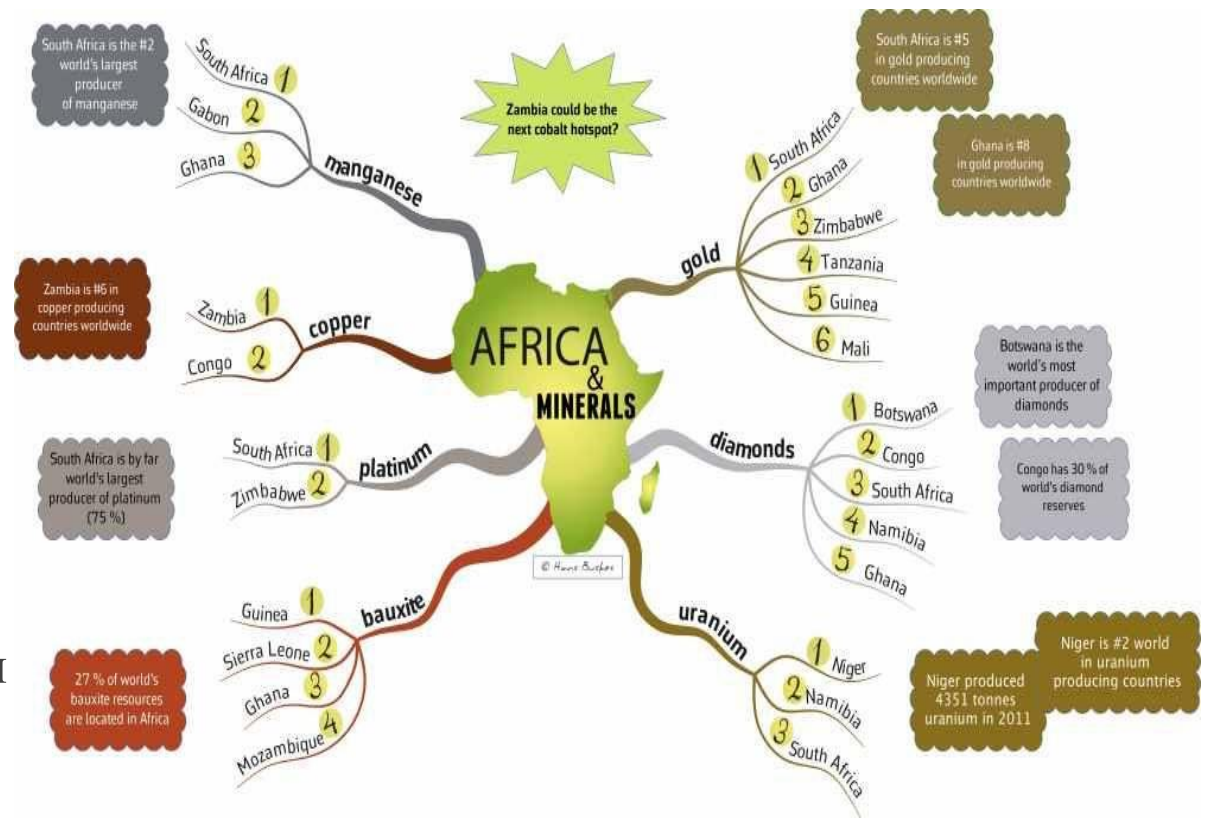 South Africa is the #2
world's largest
producer
of manganese
South Africa 1
Gabon 2
Ghana 3
manganese
Zambia could be the
next cobalt hotspot?
South Africa is #5
in gold producing
countries worldwide
Ghana is #8
in gold producing
countries worldwide
gold
1 South Africa
2 Ghana
3 Zimbabwe
4 Tanzania
5 Guinea
6 Mali
Zambia is #6 in
copper producing
countries worldwide
Zambia 1
Congo 2
copper
AFRICA
&
MINERALS
Botswana is the
world's most
important producer of
diamonds
Congo has 30 % of
world's diamond
reserves
diamonds
1 Botswana
2 Congo
3 South Africa
4 Namibia
5 Ghana
South Africa is by far
world's largest
producer of platinum
(75 %)
South Africa 1
Zimbabwe 2
platinum
© Hans Buskes
27 % of world's
bauxite resources
are located in Africa
Guinea 1
Sierra Leone 2
Ghana 3
Mozambique 4
bauxite
uranium
1 Niger
2 Namibia
3 South Africa
Niger produced
4351 tonnes
uranium in 2011
Niger is #2 world
in uranium
producing countries